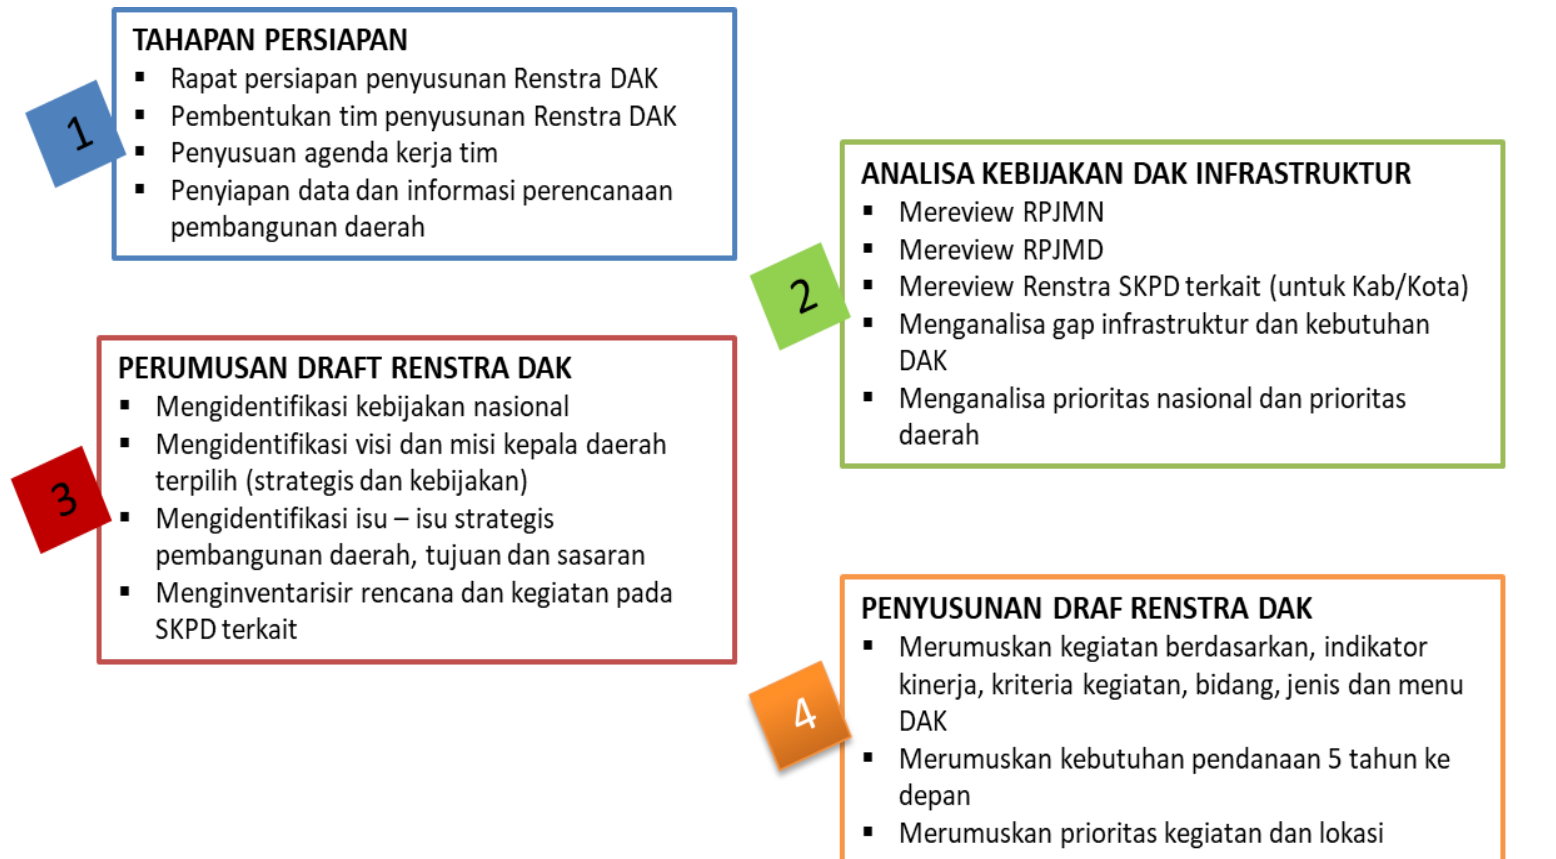 1
TAHAPAN PERSIAPAN
▪ Rapat persiapan penyusunan Renstra DAK
▪ Pembentukan tim penyusunan Renstra DAK
▪ Penyusuan agenda kerja tim
▪ Penyiapan data dan informasi perencanaan
pembangunan daerah
2
ANALISA KEBIJAKAN DAK INFRASTRUKTUR
▪ Mereview RPJMN
▪ Mereview RPJMD
▪ Mereview Renstra SKPD terkait (untuk Kab/Kota)
▪ Menganalisa gap infrastruktur dan kebutuhan
DAK
▪ Menganalisa prioritas nasional dan prioritas
daerah
3
PERUMUSAN DRAFT RENSTRA DAK
▪ Mengidentifikasi kebijakan nasional
▪ Mengidentifikasi visi dan misi kepala daerah
terpilih (strategis dan kebijakan)
▪ Mengidentifikasi isu – isu strategis
pembangunan daerah, tujuan dan sasaran
▪ Menginventarisir rencana dan kegiatan pada
SKPD terkait
4
PENYUSUNAN DRAF RENSTRA DAK
▪ Merumuskan kegiatan berdasarkan, indikator
kinerja, kriteria kegiatan, bidang, jenis dan menu
DAK
▪ Merumuskan kebutuhan pendanaan 5 tahun ke
depan
▪ Merumuskan prioritas kegiatan dan lokasi